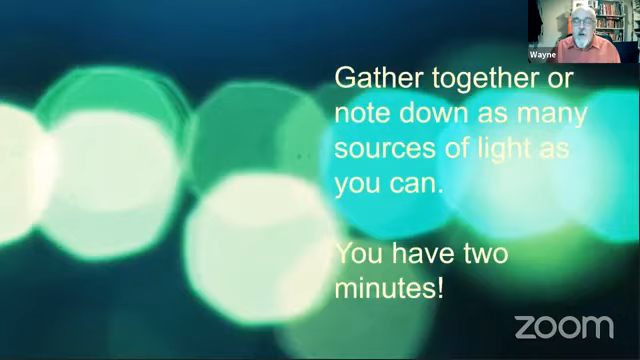 Wayne
Gather together or
note down as many
sources of light as
you can.
You have two
minutes!
zoom